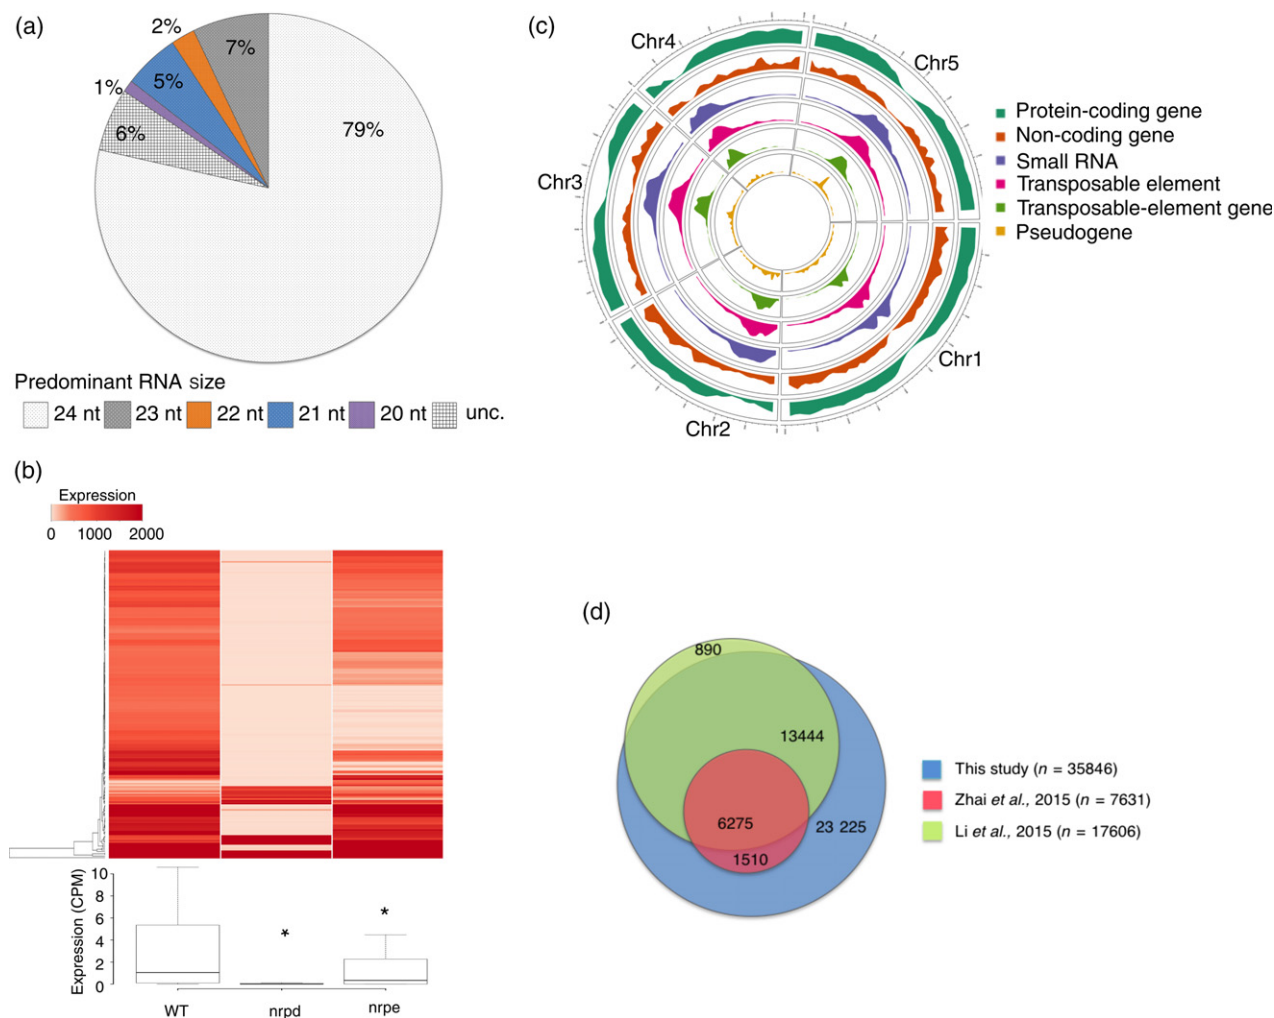 (a)
2%
7%
79%
5%
1%
6%
Predominant RNA size
24 nt 23 nt 22 nt 21 nt 20 nt unc.
(b)
Expression
0 1000 2000
Expression (CPM)
10
8
6
4
2
0
*
*
WT nrpd nrpe
(c)
Chr4
Chr5
Chr3
Chr1
Chr2
Protein-coding gene
Non-coding gene
Small RNA
Transposable element
Transposable-element gene
Pseudogene
(d)
890
13444
6275
23 225
1510
This study (n = 35846)
Zhai et al., 2015 (n = 7631)
Li et al., 2015 (n = 17606)